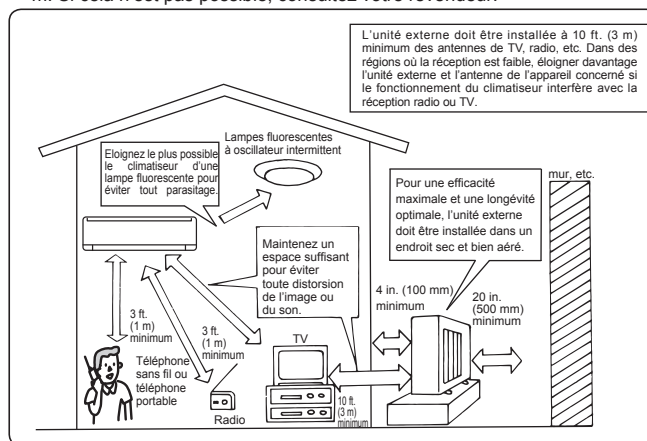 L'unité externe doit être installée à 10 ft. (3 m)
minimum des antennes de TV, radio, etc. Dans des
régions où la réception est faible, éloigner davantage
l'unité externe et l'antenne de l'appareil concerné si
le fonctionnement du climatiseur interfère avec la
réception radio ou TV.
Lampes fluorescentes
à oscillateur intermittent
Eloignez le plus possible
le climatiseur d'une
lampe fluorescente pour
éviter tout parasitage.
mur, etc.
Pour une efficacité
maximale et une longévité
optimale, l'unité externe
doit être installée dans un
endroit sec et bien aéré.
Maintenez un
espace suffisant
pour éviter
toute distorsion
de l'image ou
du son.
4 in. (100 mm)
minimum
20 in.
(500 mm)
minimum
3 ft.
(1 m)
minimum
3 ft.
(1 m)
minimum
TV
Téléphone
sans fil ou
téléphone
portable
Radio
10 ft.
(3 m)
minimum